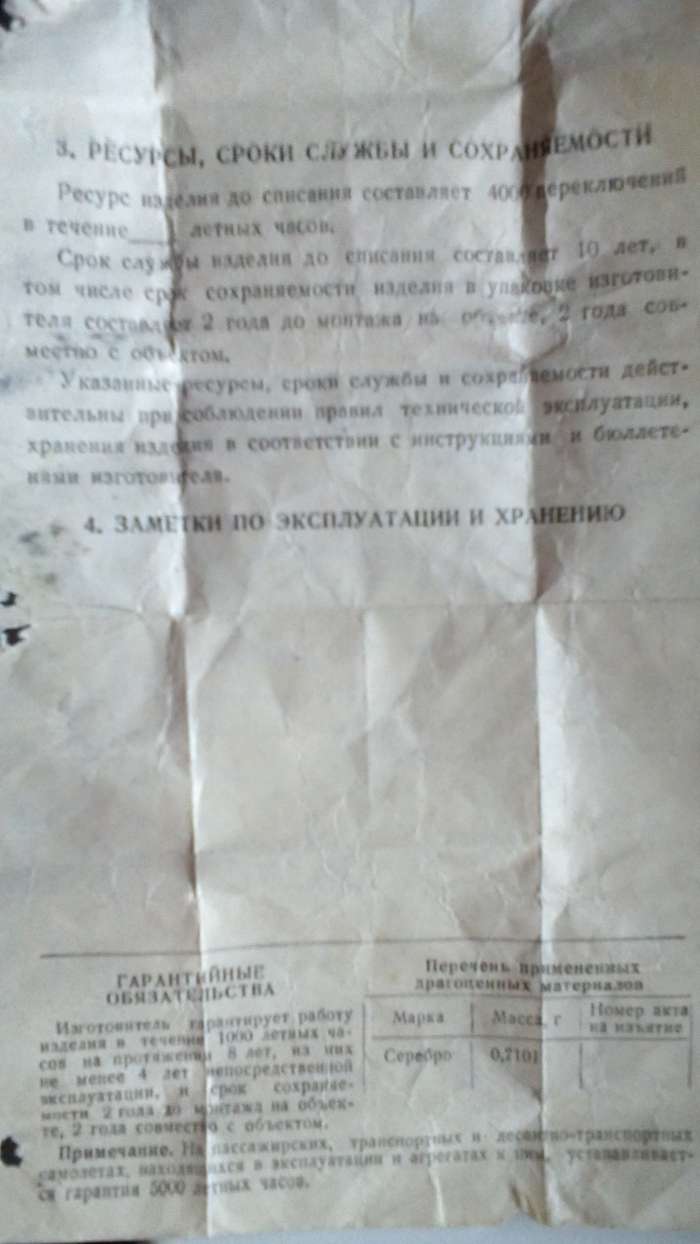 3. РЕСУРСЫ, СРОКИ СЛУЖБЫ И СОХРАНЯЕМОСТИ
Ресурс изделия до списания составляет 4000 переключений
в течение____ летных часов.
Срок службы изделия до списания составляет 10 лет, в
том числе срок сохраняемости изделия в упаковке изготови-
теля составляет 2 года до монтажа на объекте, 2 года сов-
местно с объектом.
Указанные ресурсы, сроки службы и сохраняемости дейст-
вительны при соблюдении правил технической эксплуатации,
хранения изделия в соответствии с инструкциями и бюллете-
нями изготовителя.
4. ЗАМЕТКИ ПО ЭКСПЛУАТАЦИИ И ХРАНЕНИЮ
ГАРАНТИЙНЫЕ
ОБЯЗАТЕЛЬСТВА
Изготовитель гарантирует работу
изделия в течение 1000 летных ча-
сов на протяжении 8 лет, из них
не менее 4 лет непосредственной
эксплуатации, и срок сохраняе-
мости 2 года до монтажа на объек-
те, 2 года совместно с объектом.
Перечень примененных
драгоценных материалов
Марка Масса, г Номер акта
на изъятие
Серебро 0,7101
Примечание. На пассажирских, транспортных и десантно-транспортных
самолетах, находящихся в эксплуатации и агрегатах к ним, устанавливает-
ся гарантия 5000 летных часов.